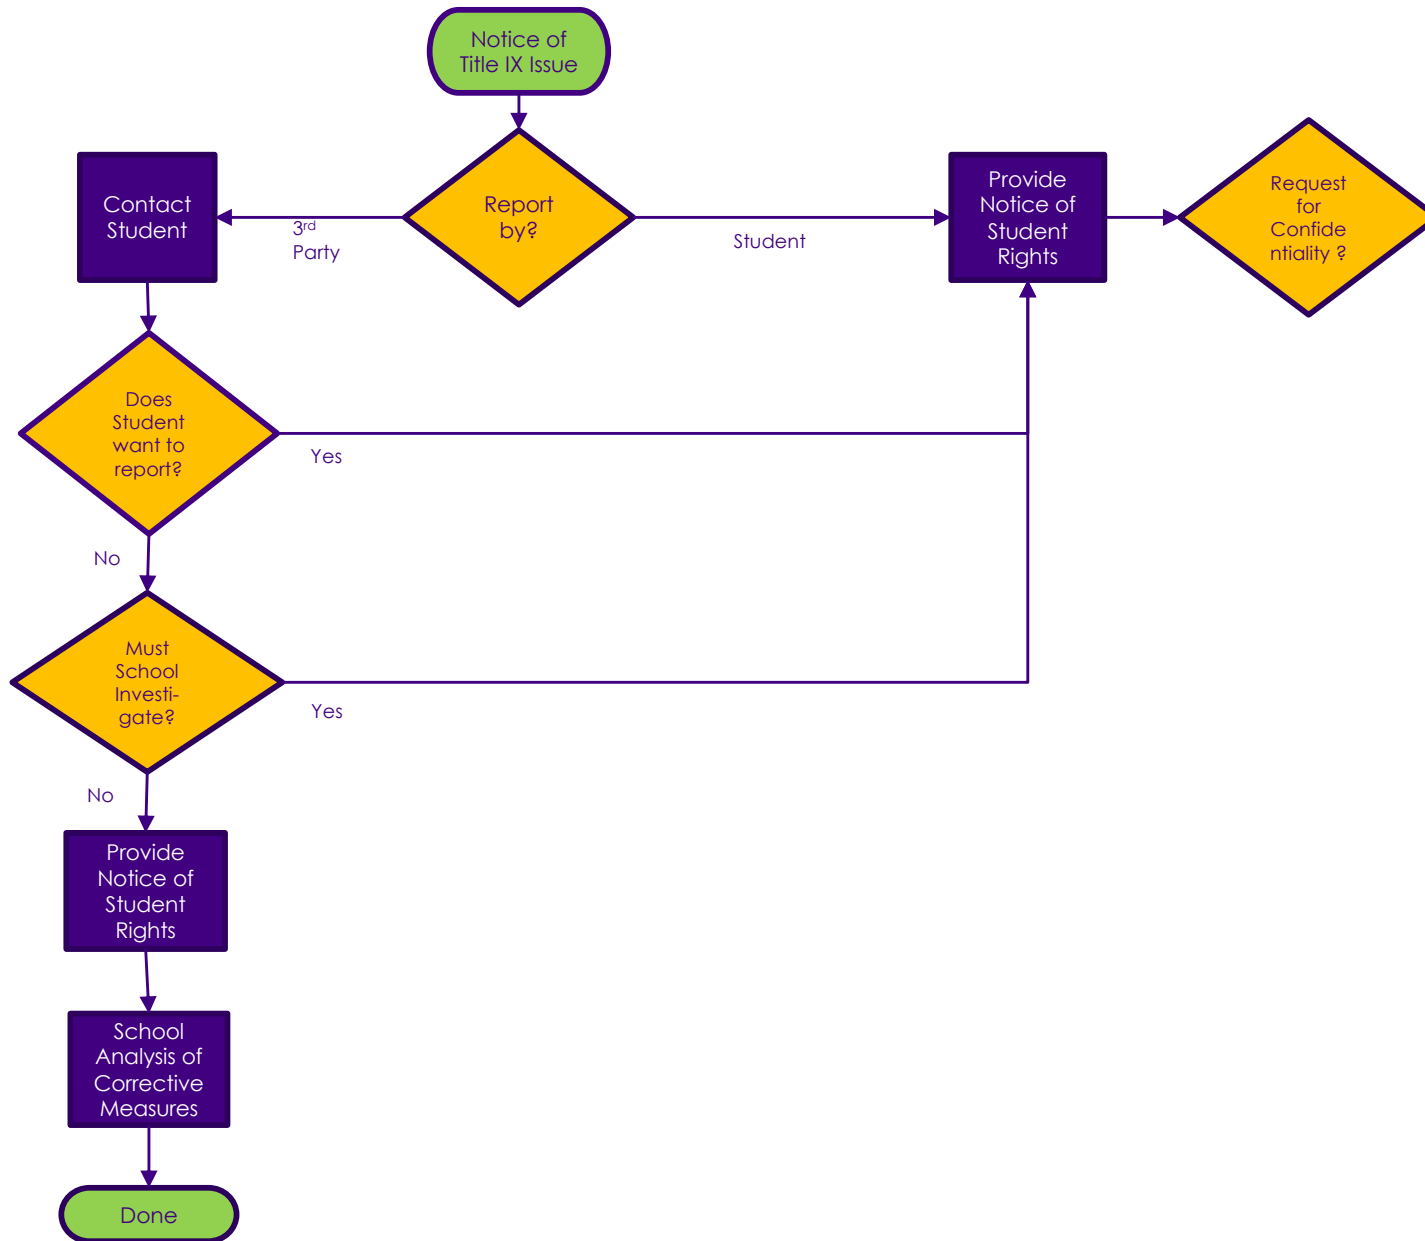 Notice of
Title IX Issue
Contact
Student
3rd
Party
Report
by?
Student
Provide
Notice of
Student
Rights
Request
for
Confide
ntiality ?
Does
Student
want to
report?
Yes
No
Must
School
Investi-
gate?
Yes
No
Provide
Notice of
Student
Rights
School
Analysis of
Corrective
Measures
Done